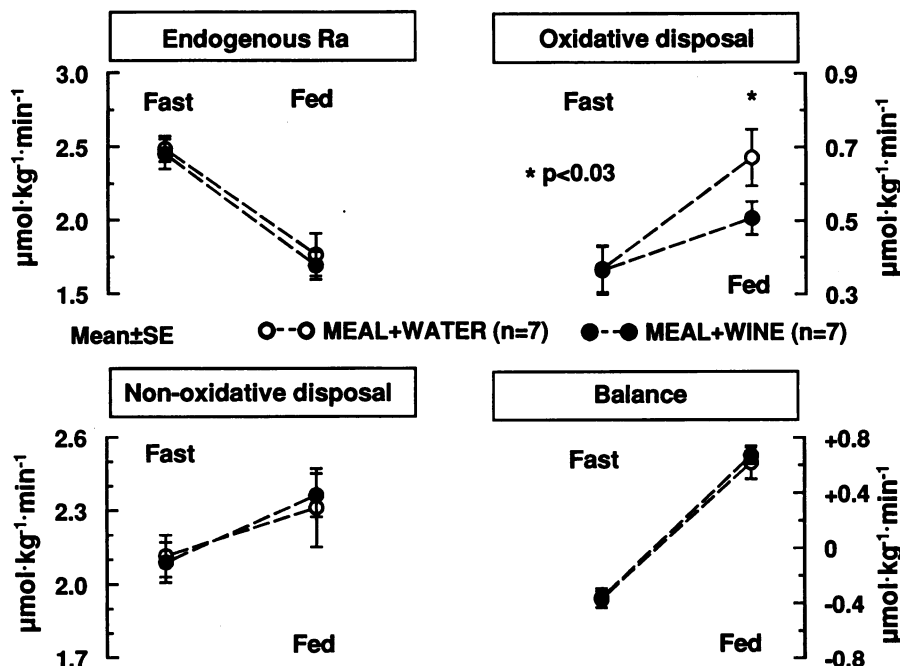 Endogenous Ra
Oxidative disposal
3.0
2.5
2.0
1.5
µmol·kg⁻¹·min⁻¹
Fast
Fed
Fast
*
* p<0.03
Fed
0.9
0.7
0.5
0.3
µmol·kg⁻¹·min⁻¹
Mean±SE
MEAL+WATER (n=7)
MEAL+WINE (n=7)
Non-oxidative disposal
Balance
2.6
2.3
2.0
1.7
µmol·kg⁻¹·min⁻¹
Fast
Fed
Fast
Fed
+0.8
+0.4
0
-0.4
-0.8
µmol·kg⁻¹·min⁻¹